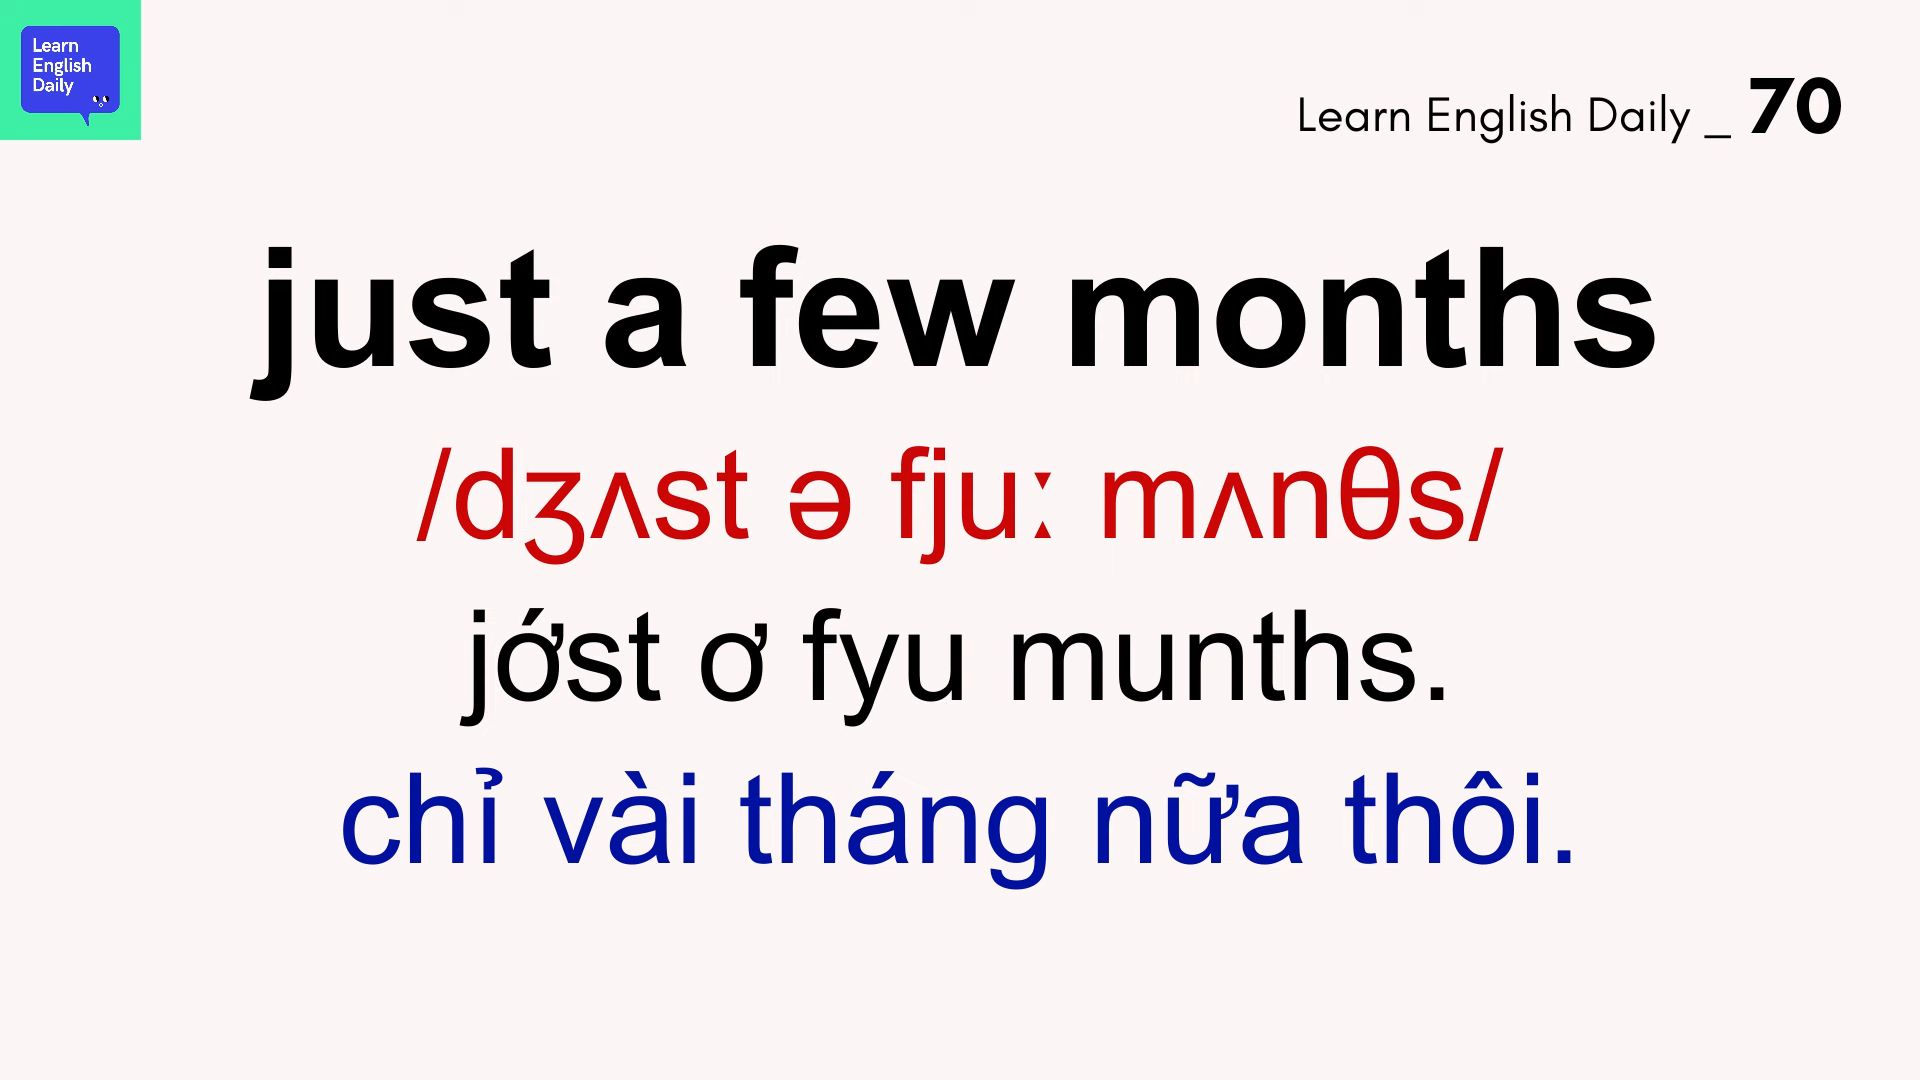 Learn
English
Daily
Learn English Daily _ 70
just a few months
/dʒʌst ə fjuː mʌnθs/
jớst ơ fyu munths.
chỉ vài tháng nữa thôi.